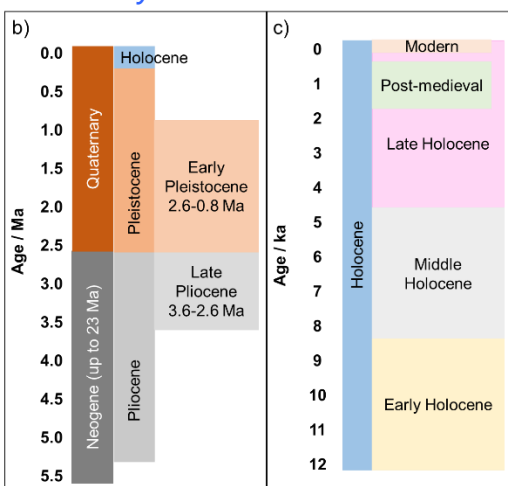 b)
0.0
0.5
1.0
1.5
2.0
2.5
3.0
3.5
4.0
4.5
5.0
5.5
Age / Ma
Quaternary
Neogene (up to 23 Ma)
Holocene
Pleistocene
Pliocene
Early
Pleistocene
2.6-0.8 Ma
Late
Pliocene
3.6-2.6 Ma
c)
0
1
2
3
4
5
6
7
8
9
10
11
12
Age / ka
Holocene
Modern
Post-medieval
Late Holocene
Middle
Holocene
Early Holocene